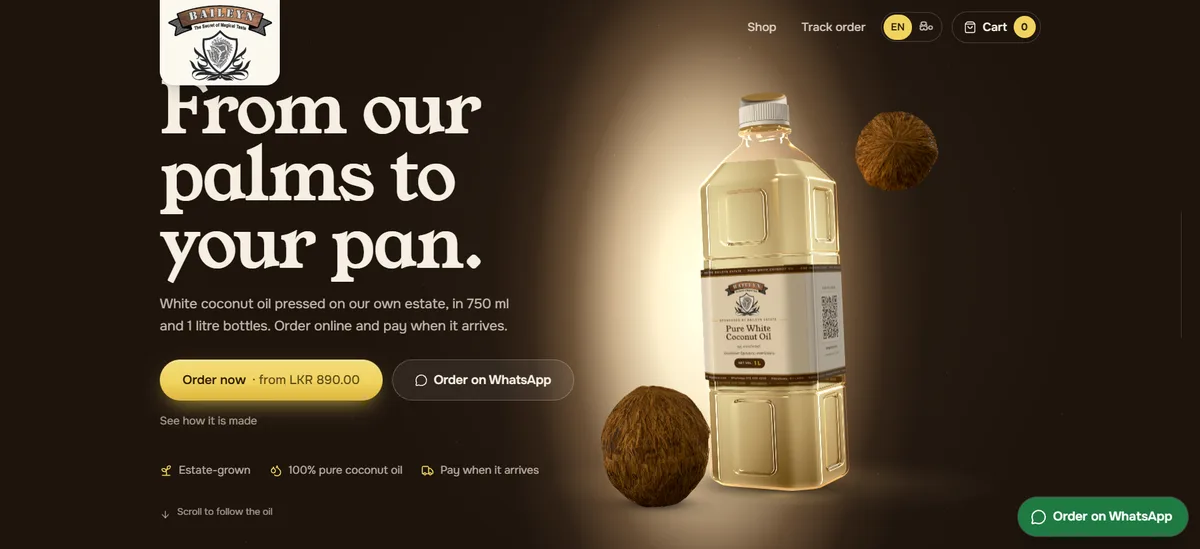 BAILEYN
The Secret of Magical Taste
Shop
Track order
EN
සිං
Cart
0
From our
palms to
your pan.
White coconut oil pressed on our own estate, in 750 ml
and 1 litre bottles. Order online and pay when it arrives.
Order now · from LKR 890.00
Order on WhatsApp
See how it is made
Estate-grown
100% pure coconut oil
Pay when it arrives
Scroll to follow the oil
BAILEYN
Pure White
Coconut Oil
1 L
Order on WhatsApp